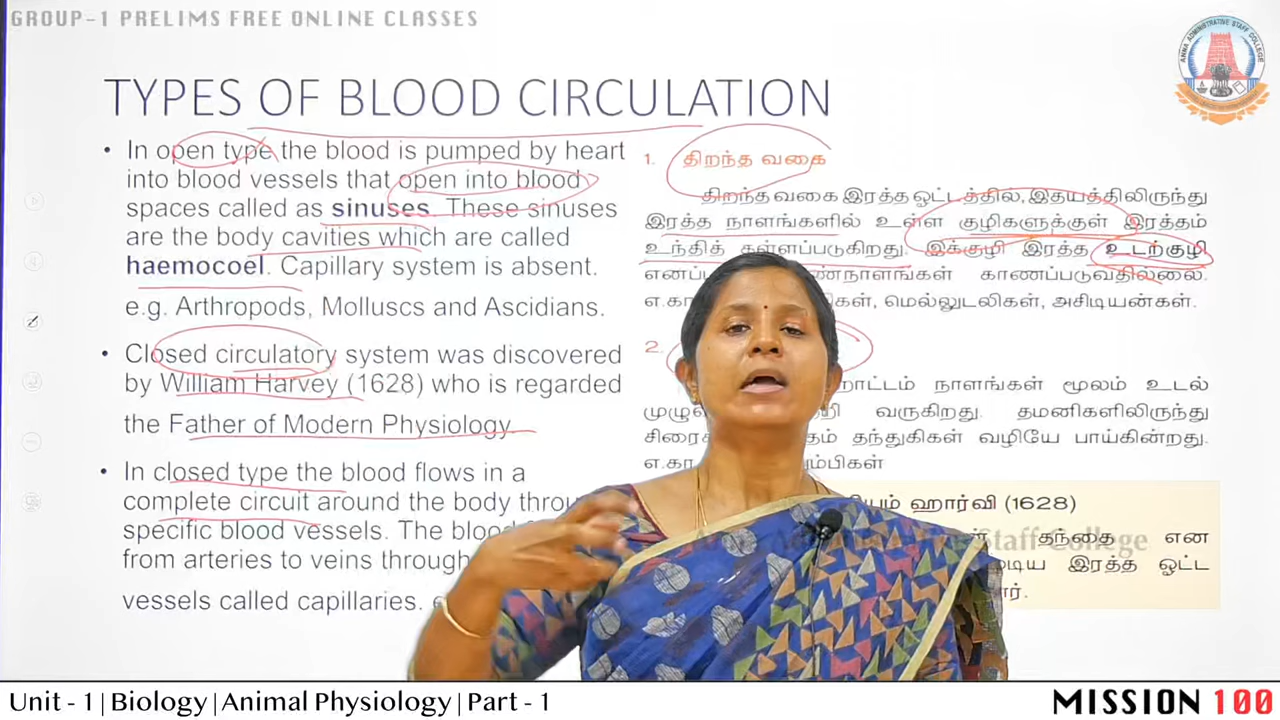 GROUP-1 PRELIMS FREE ONLINE CLASSES
ANNA ADMINISTRATIVE STAFF COLLEGE
TYPES OF BLOOD CIRCULATION
• In open type the blood is pumped by heart
into blood vessels that open into blood
spaces called as sinuses. These sinuses
are the body cavities which are called
haemocoel. Capillary system is absent.
e.g. Arthropods, Molluscs and Ascidians.
• Closed circulatory system was discovered
by William Harvey (1628) who is regarded
the Father of Modern Physiology.
• In closed type the blood flows in a
complete circuit around the body
specific blood vessels. The blood
from arteries to veins through
vessels called capillaries.
1. திறந்த வகை
திறந்தவகை இரத்த ஓட்டத்தில், இதயத்திலிருந்து
இரத்த நாளங்களில் உள்ள குழிகளுக்குள் இரத்தம்
உந்தித் தள்ளப்படுகிறது. இக்குழி இரத்த உடற்குழி
காணப்படுவதில்லை.
மெல்லுடலிகள், அசிடியன்கள்.
2.
நாளங்கள் மூலம் உடல்
வருகிறது. தமனிகளிலிருந்து
தந்துகிகள் வழியே பாய்கின்றது.
ஹார்வி (1628)
Staff College
தந்தை என
இரத்த ஓட்ட
Unit - 1 | Biology | Animal Physiology | Part - 1
MISSION 100